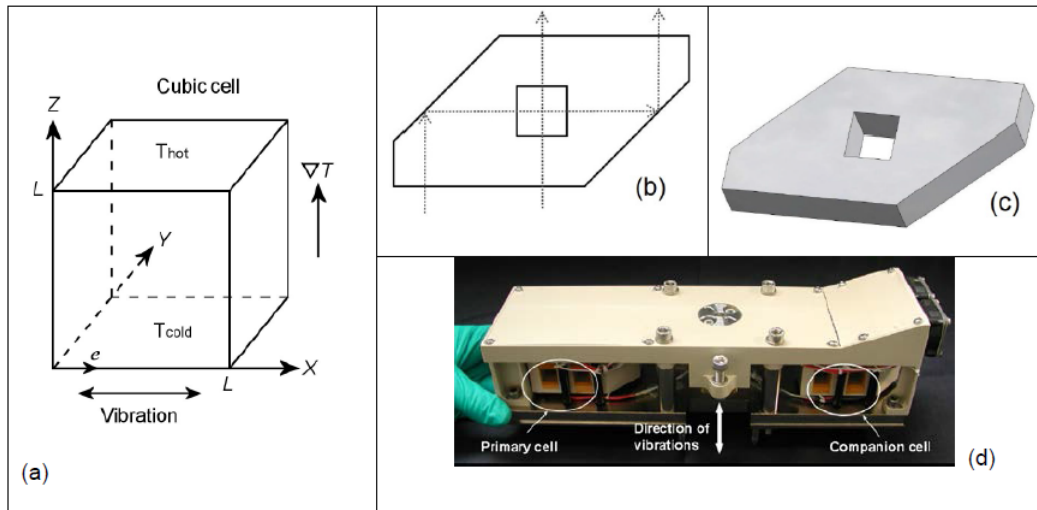 Cubic cell
Z
T_hot
∇T
L
Y
T_cold
e
L
X
Vibration
(a)
(b)
(c)
Primary cell
Direction of
vibrations
Companion cell
(d)